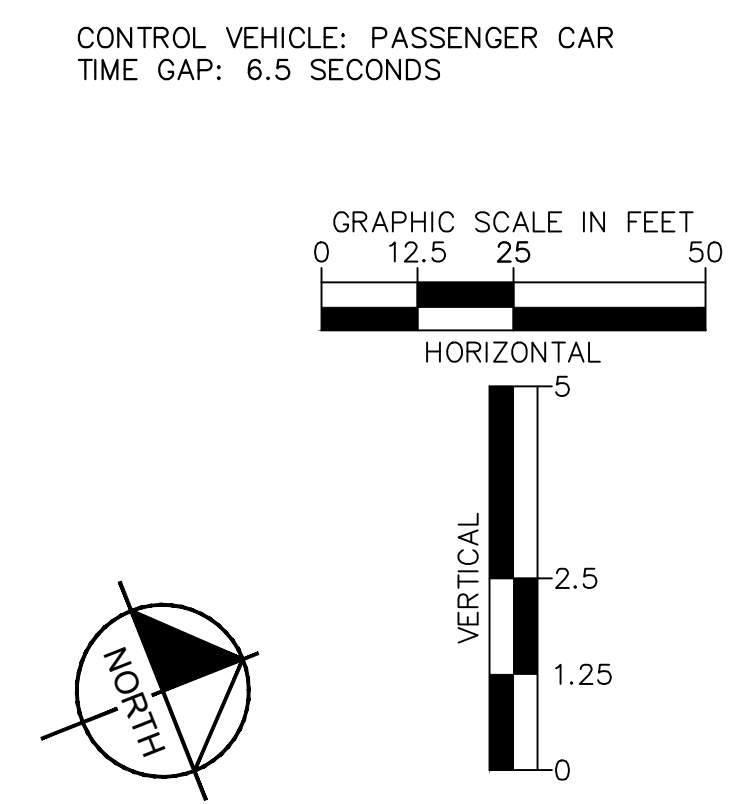 CONTROL VEHICLE: PASSENGER CAR
TIME GAP: 6.5 SECONDS
GRAPHIC SCALE IN FEET
0 12.5 25 50
HORIZONTAL
5
VERTICAL
2.5
1.25
0
NORTH